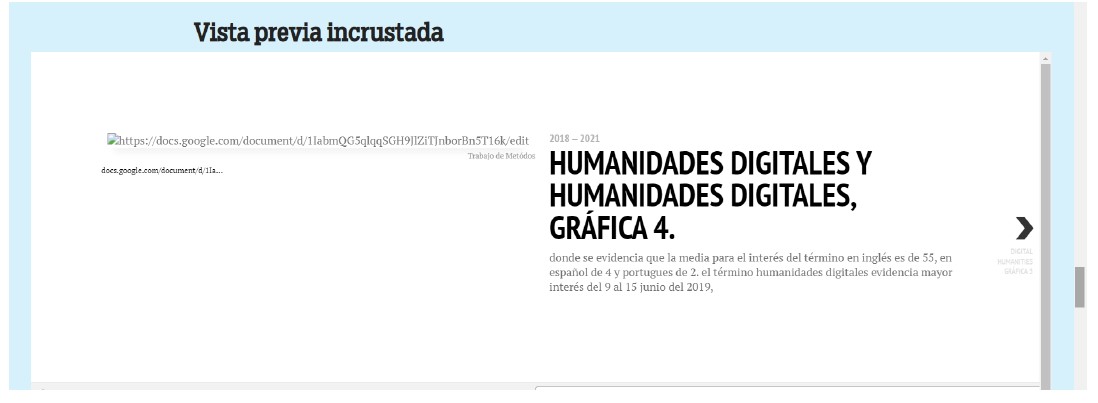 Vista previa incrustada
https://docs.google.com/document/d/1IabmQG5qlqqSGH9JlZiTJnborBn5T16k/edit
Trabajo de Metódos
docs.google.com/document/d/1Ia...
2018 — 2021
HUMANIDADES DIGITALES Y
HUMANIDADES DIGITALES,
GRÁFICA 4.
donde se evidencia que la media para el interés del término en inglés es de 55, en
español de 4 y portugues de 2. el término humanidades digitales evidencia mayor
interés del 9 al 15 junio del 2019,
DIGITAL
HUMANITIES
GRÁFICA 3